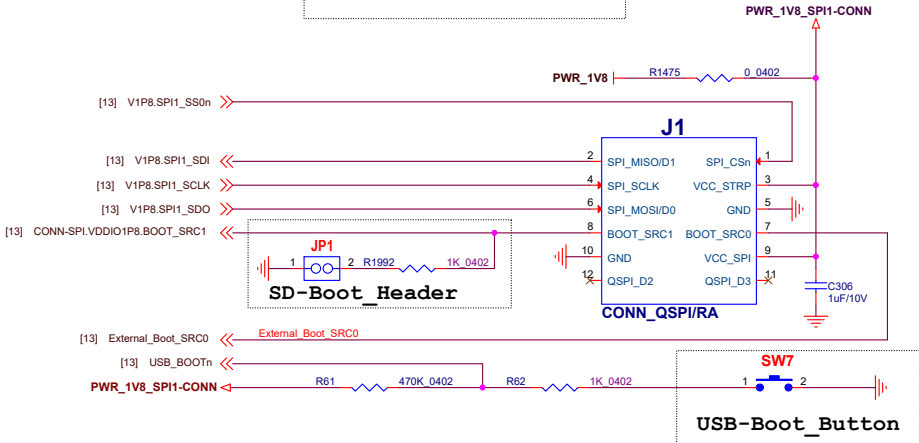 PWR_1V8_SPI1-CONN
PWR_1V8 R1475 0_0402
[13] V1P8.SPI1_SS0n
J1
[13] V1P8.SPI1_SDI 2 SPI_MISO/D1 SPI_CSn 1
[13] V1P8.SPI1_SCLK 4 SPI_SCLK VCC_STRP 3
[13] V1P8.SPI1_SDO 6 SPI_MOSI/D0 GND 5
[13] CONN-SPI.VDDIO1P8.BOOT_SRC1 8 BOOT_SRC1 BOOT_SRC0 7
JP1
10 GND VCC_SPI 9
1 2 R1992 1K_0402
12 QSPI_D2 QSPI_D3 11
C306
1uF/10V
SD-Boot_Header
CONN_QSPI/RA
[13] External_Boot_SRC0 External_Boot_SRC0
[13] USB_BOOTn
SW7
PWR_1V8_SPI1-CONN R61 470K_0402 R62 1K_0402 1 2
USB-Boot_Button